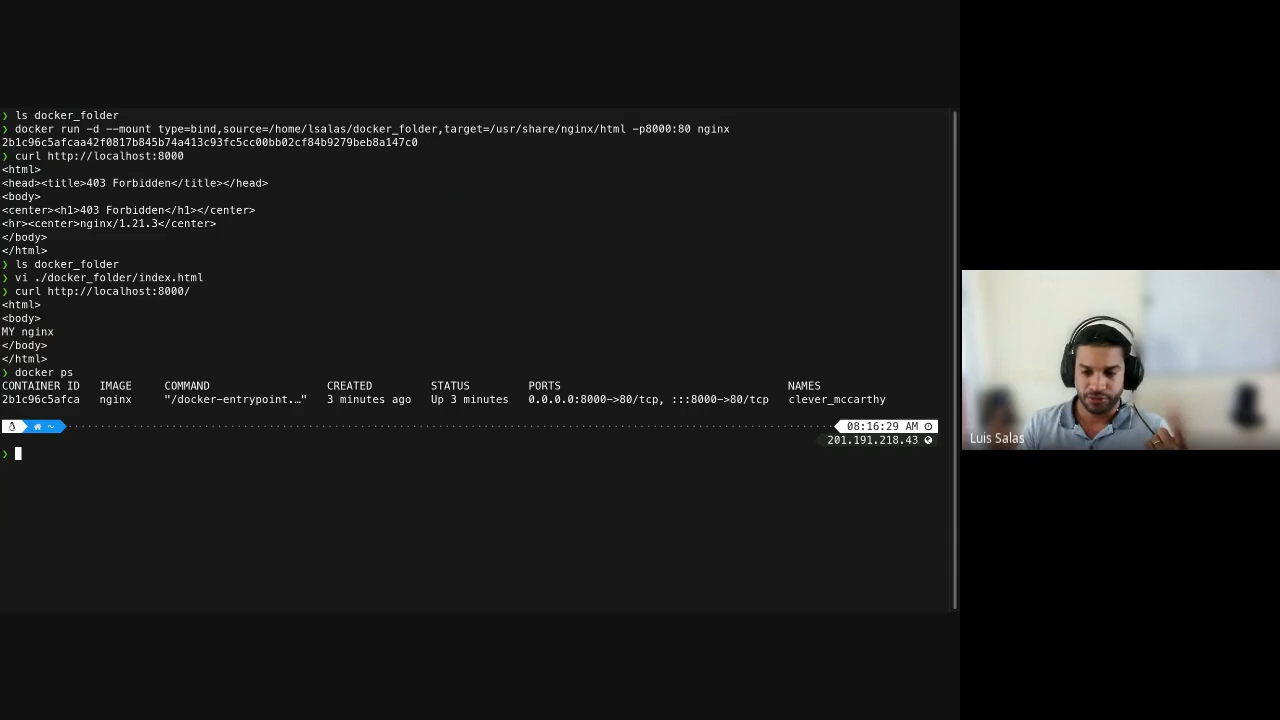 ❯ ls docker_folder
❯ docker run -d --mount type=bind,source=/home/lsalas/docker_folder,target=/usr/share/nginx/html -p8000:80 nginx
2b1c96c5afcaa42f0817b845b74a413c93fc5cc00bb02cf84b9279beb8a147c0
❯ curl http://localhost:8000
<html>
<head><title>403 Forbidden</title></head>
<body>
<center><h1>403 Forbidden</h1></center>
<hr><center>nginx/1.21.3</center>
</body>
</html>
❯ ls docker_folder
❯ vi ./docker_folder/index.html
❯ curl http://localhost:8000/
<html>
<body>
MY nginx
</body>
</html>
❯ docker ps
CONTAINER ID   IMAGE     COMMAND                  CREATED         STATUS         PORTS                                   NAMES
2b1c96c5afca   nginx     "/docker-entrypoint.…"   3 minutes ago   Up 3 minutes   0.0.0.0:8000->80/tcp, :::8000->80/tcp   clever_mccarthy
~ 08:16:29 AM
201.191.218.43
❯
Luis Salas